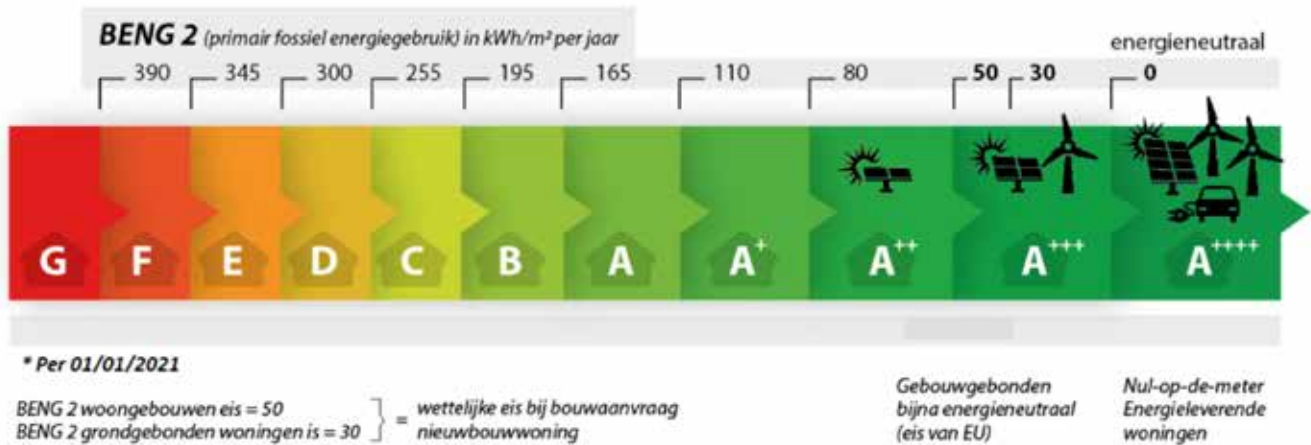 BENG 2 (primair fossiel energiegebruik) in kWh/m² per jaar
energieneutraal
390 345 300 255 195 165 110 80 50 30 0
G F E D C B A A⁺ A⁺⁺ A⁺⁺⁺ A⁺⁺⁺⁺
* Per 01/01/2021
BENG 2 woongebouwen eis = 50
BENG 2 grondgebonden woningen is = 30
= wettelijke eis bij bouwaanvraag
nieuwbouwwoning
Gebouwgebonden
bijna energieneutraal
(eis van EU)
Nul-op-de-meter
Energieleverende
woningen